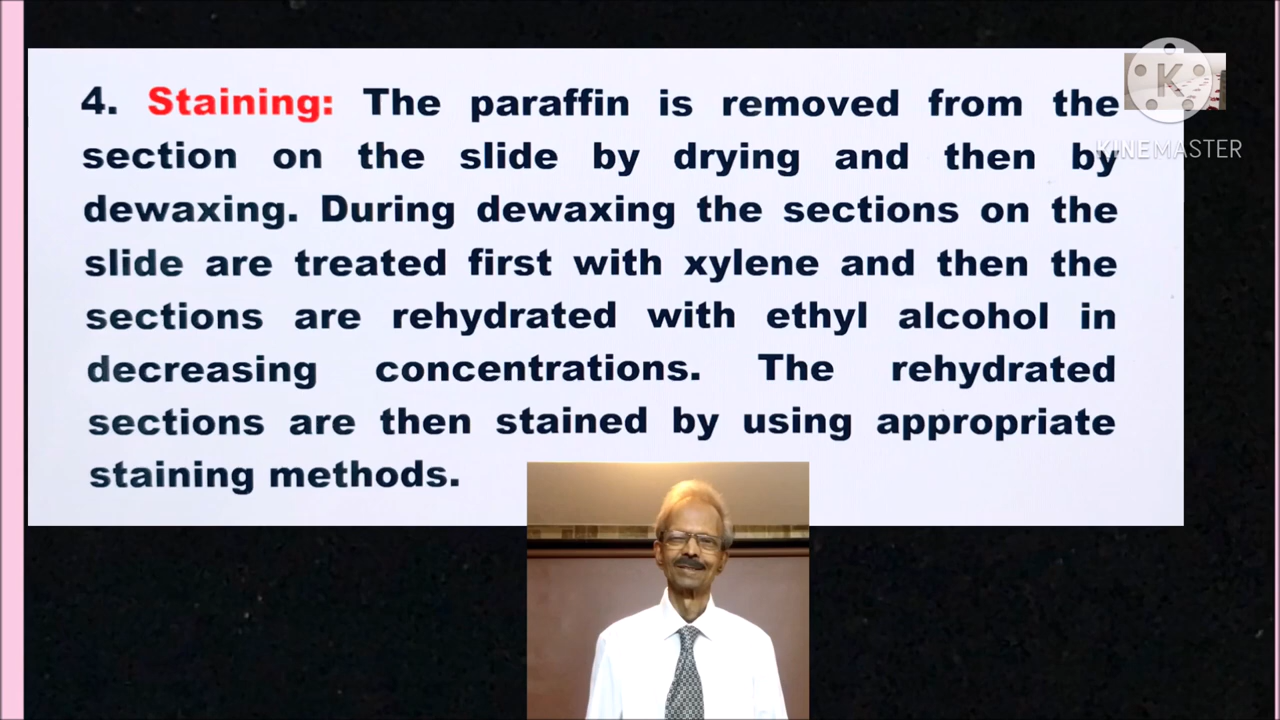 4. Staining: The paraffin is removed from the
section on the slide by drying and then by
dewaxing. During dewaxing the sections on the
slide are treated first with xylene and then the
sections are rehydrated with ethyl alcohol in
decreasing concentrations. The rehydrated
sections are then stained by using appropriate
staining methods.
K
KINEMASTER